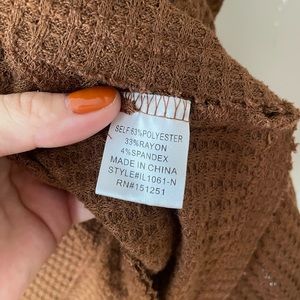 SELF:63%POLYESTER
33%RAYON
4%SPANDEX
MADE IN CHINA
STYLE#IL1061-N
RN#151251